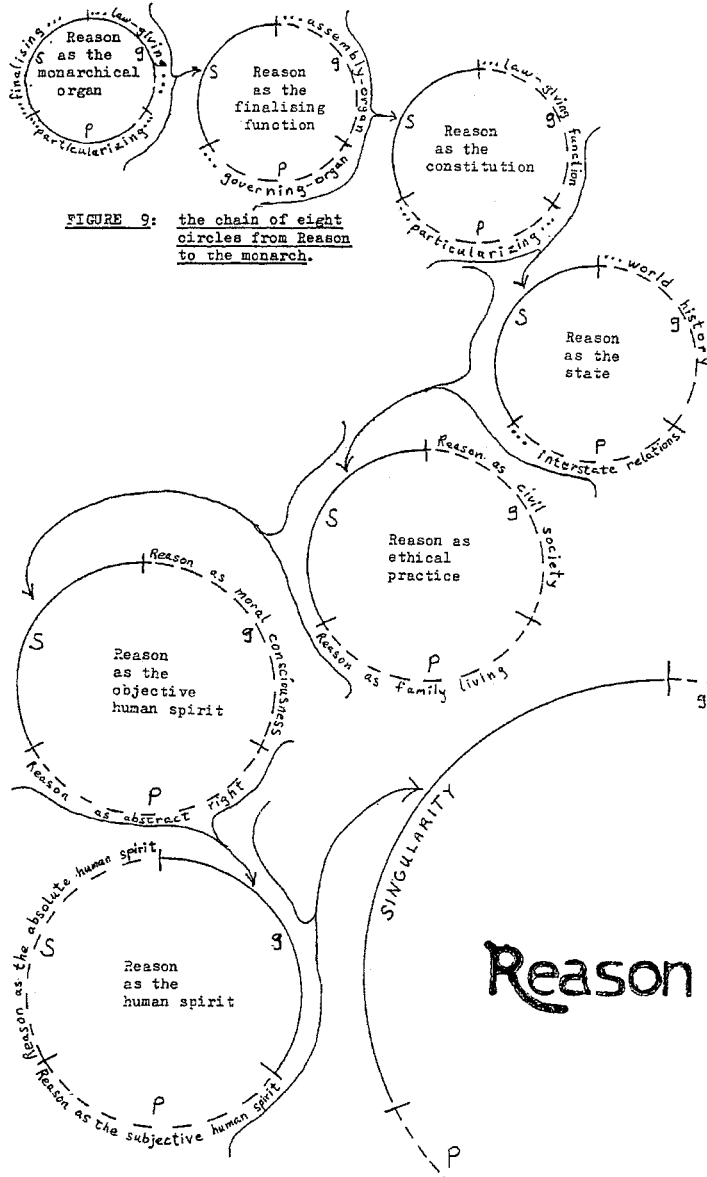 ...finalising...
...law-giving...
...particularizing...
S
g
P
Reason
as the
monarchical
organ
...assembly-organ
...governing-organ
S
g
P
Reason
as the
finalising
function
...law-giving function
...particularizing...
S
g
P
Reason
as the
constitution
FIGURE 9: the chain of eight
circles from Reason
to the monarch.
...world history
...interstate relations
S
g
P
Reason
as the
state
Reason as civil society
Reason as family living
S
g
P
Reason as
ethical
practice
Reason as moral consciousness
Reason as abstract right
S
g
P
Reason
as the
objective
human spirit
Reason as the absolute human spirit
Reason as the subjective human spirit
S
g
P
Reason
as the
human spirit
SINGULARITY
g
P
Reason